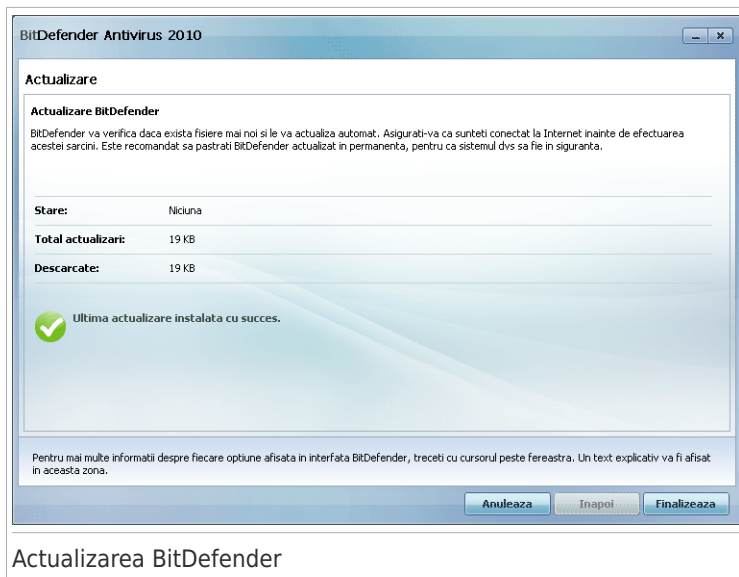 BitDefender Antivirus 2010
Actualizare
Actualizare BitDefender
BitDefender va verifica daca exista fisiere mai noi si le va actualiza automat. Asigurati-va ca sunteti conectat la Internet inainte de efectuarea
acestei sarcini. Este recomandat sa pastrati BitDefender actualizat in permanenta, pentru ca sistemul dvs sa fie in siguranta.
Stare: Niciuna
Total actualizari: 19 KB
Descarcate: 19 KB
Ultima actualizare instalata cu succes.
Pentru mai multe informatii despre fiecare optiune afisata in interfata BitDefender, treceti cu cursorul peste fereastra. Un text explicativ va fi afisat
in aceasta zona.
Anuleaza Inapoi Finalizeaza
Actualizarea BitDefender